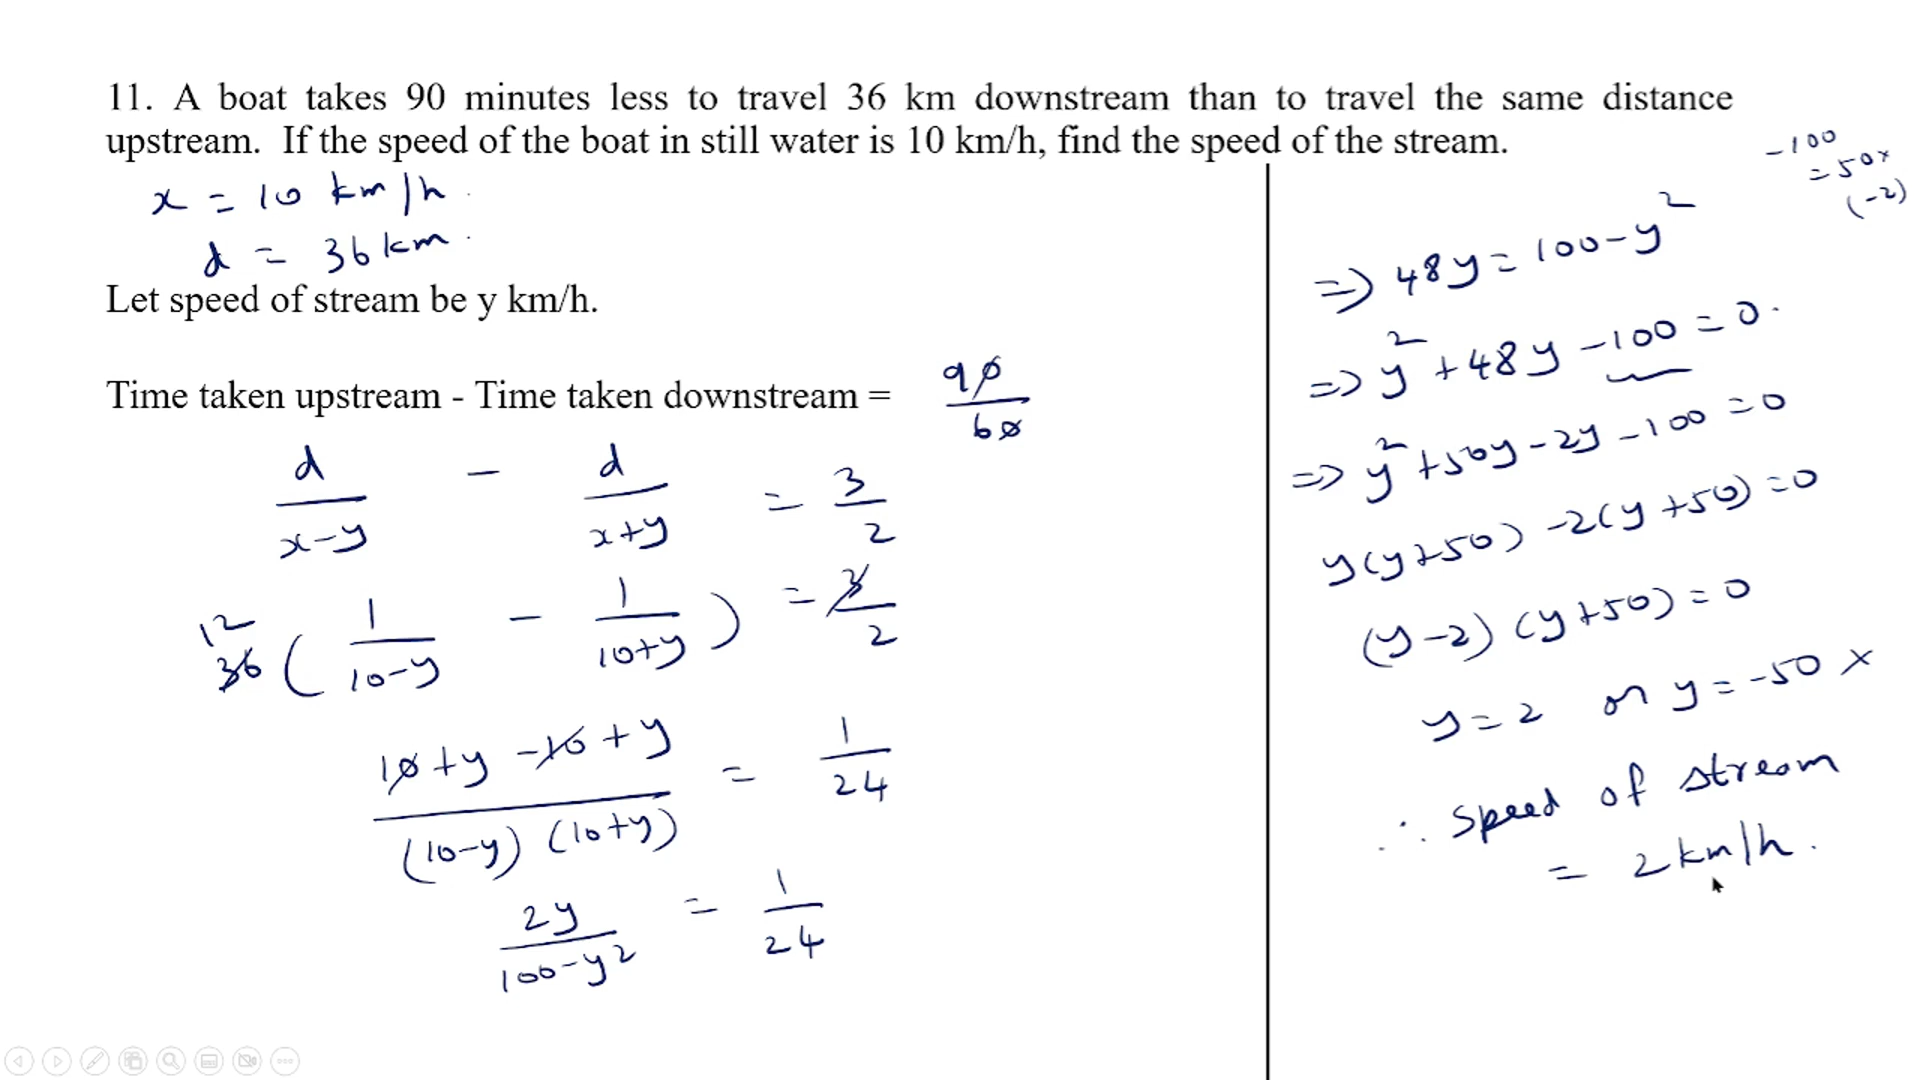 11. A boat takes 90 minutes less to travel 36 km downstream than to travel the same distance
upstream. If the speed of the boat in still water is 10 km/h, find the speed of the stream.
x = 10 km/h.
d = 36 km.
Let speed of stream be y km/h.
Time taken upstream - Time taken downstream = 90/60
d/(x-y) - d/(x+y) = 3/2
12
36 ( 1/(10-y) - 1/(10+y) ) = 3/2
(10+y -10+y)/((10-y)(10+y)) = 1/24
2y/(100-y²) = 1/24
-100
=50x
(-2)
=> 48y = 100-y²
=> y² +48y -100 = 0.
=> y² +50y -2y -100 = 0
y(y+50) -2(y+50) = 0
(y-2) (y+50) = 0
y = 2 or y = -50 x
∴ Speed of stream
= 2 km/h.